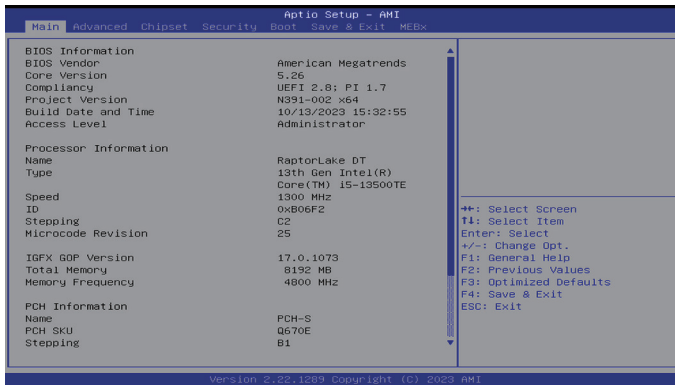 Aptio Setup - AMI
Main Advanced Chipset Security Boot Save & Exit MEBx
BIOS Information
BIOS Vendor American Megatrends
Core Version 5.26
Compliancy UEFI 2.8; PI 1.7
Project Version N391-002 x64
Build Date and Time 10/13/2023 15:32:55
Access Level Administrator
Processor Information
Name RaptorLake DT
Type 13th Gen Intel(R)
Core(TM) i5-13500TE
Speed 1300 MHz
ID 0xB06F2
Stepping C2
Microcode Revision 25
IGFX GOP Version 17.0.1073
Total Memory 8192 MB
Memory Frequency 4800 MHz
PCH Information
Name PCH-S
PCH SKU Q670E
Stepping B1
→←: Select Screen
↑↓: Select Item
Enter: Select
+/-: Change Opt.
F1: General Help
F2: Previous Values
F3: Optimized Defaults
F4: Save & Exit
ESC: Exit
Version 2.22.1289 Copyright (C) 2023 AMI